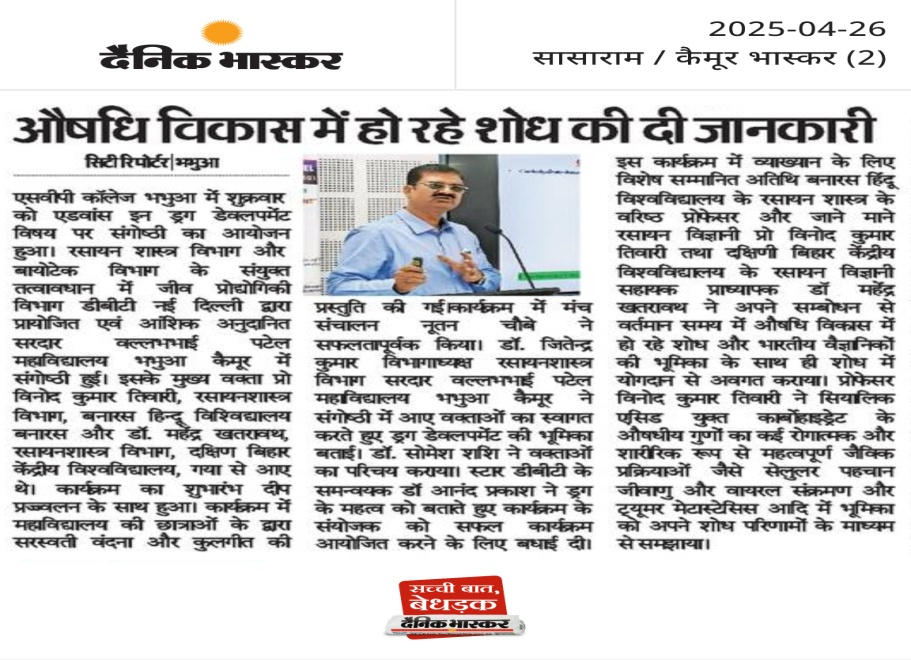 दैनिक भास्कर
2025-04-26
सासाराम / कैमूर भास्कर (2)
औषधि विकास में हो रहे शोध की दी जानकारी
सिटी रिपोर्टर|भभुआ
एसवीपी कॉलेज भभुआ में शुक्रवार
को एडवांस इन ड्रग डेवलपमेंट
विषय पर संगोष्ठी का आयोजन
हुआ। रसायन शास्त्र विभाग और
बायोटेक विभाग के संयुक्त
तत्वावधान में जीव प्रोद्योगिकी
विभाग डीबीटी नई दिल्ली द्वारा
प्रायोजित एवं आंशिक अनुदानित
सरदार वल्लभभाई पटेल
महाविद्यालय भभुआ कैमूर में
संगोष्ठी हुई। इसके मुख्य वक्ता प्रो
विनोद कुमार तिवारी, रसायनशास्त्र
विभाग, बनारस हिन्दू विश्विद्यालय
बनारस और डॉ. महेंद्र खतरावथ,
रसायनशास्त्र विभाग, दक्षिण बिहार
केंद्रीय विश्वविद्यालय, गया से आए
थे। कार्यक्रम का शुभारंभ दीप
प्रज्ज्वलन के साथ हुआ। कार्यक्रम में
महाविद्यालय की छात्राओं के द्वारा
सरस्वती वंदना और कुलगीत की
प्रस्तुति की गई।कार्यक्रम में मंच
संचालन नूतन चौबे ने
सफलतापूर्वक किया। डॉ. जितेन्द्र
कुमार विभागाध्यक्ष रसायनशास्त्र
विभाग सरदार वल्लभभाई पटेल
महाविद्यालय भभुआ कैमूर ने
संगोष्ठी में आए वक्ताओं का स्वागत
करते हुए ड्रग डेवलपमेंट की भूमिका
बताई। डॉ. सोमेश शशि ने वक्ताओं
का परिचय कराया। स्टार डीबीटी के
समन्वयक डॉ आनंद प्रकाश ने ड्रग
के महत्व को बताते हुए कार्यक्रम के
संयोजक को सफल कार्यक्रम
आयोजित करने के लिए बधाई दी।
इस कार्यक्रम में व्याख्यान के लिए
विशेष सम्मानित अतिथि बनारस हिंदू
विश्वविद्यालय के रसायन शास्त्र के
वरिष्ठ प्रोफेसर और जाने माने
रसायन विज्ञानी प्रो विनोद कुमार
तिवारी तथा दक्षिणी बिहार केंद्रीय
विश्वविद्यालय के रसायन विज्ञानी
सहायक प्राध्यापक डॉ महेंद्र
खतरावथ ने अपने सम्बोधन से
वर्तमान समय में औषधि विकास में
हो रहे शोध और भारतीय वैज्ञानिकों
की भूमिका के साथ ही शोध में
योगदान से अवगत कराया। प्रोफेसर
विनोद कुमार तिवारी ने सियालिक
एसिड युक्त कार्बोहाइड्रेट के
औषधीय गुणों का कई रोगात्मक और
शारीरिक रूप से महत्वपूर्ण जैविक
प्रक्रियाओं जैसे सेलुलर पहचान
जीवाणु और वायरल संक्रमण और
ट्यूमर मेटास्टेसिस आदि में भूमिका
को अपने शोध परिणामों के माध्यम
से समझाया।
सच्ची बात,
बेधड़क
दैनिक भास्कर